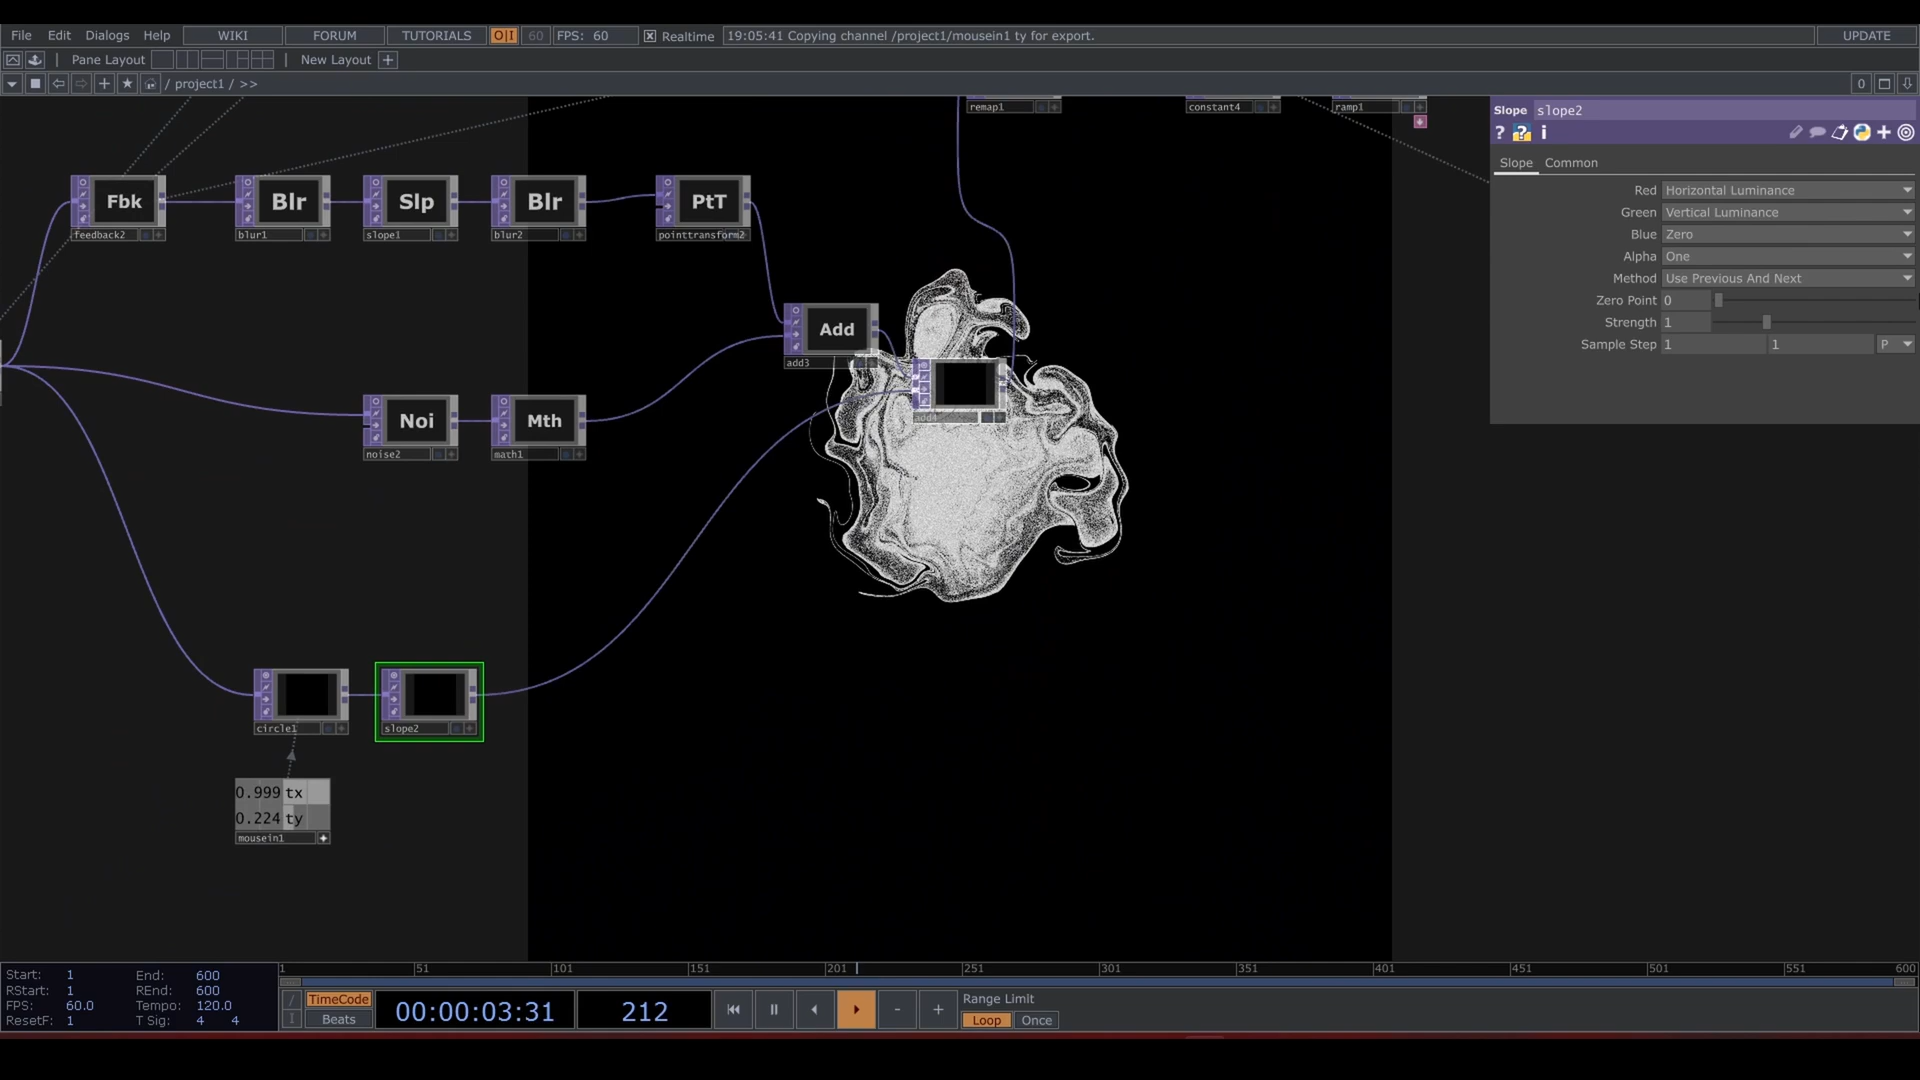 File Edit Dialogs Help WIKI FORUM TUTORIALS O|I 60 FPS: 60 Realtime 19:05:41 Copying channel /project1/mousein1 ty for export. UPDATE
Pane Layout New Layout +
/ project1 / >> 0
remap1 constant4 ramp1
Slope slope2
? ? i
Slope Common
Red Horizontal Luminance
Green Vertical Luminance
Blue Zero
Alpha One
Method Use Previous And Next
Zero Point 0
Strength 1
Sample Step 1 1 P
Fbk Blr Slp Blr PtT
feedback2 blur1 slope1 blur2 pointtransform2
Add
add3
add4
Noi Mth
noise2 math1
circle1 slope2
0.999 tx
0.224 ty
mousein1
Start: 1 End: 600
RStart: 1 REnd: 600
FPS: 60.0 Tempo: 120.0
ResetF: 1 T Sig: 4 4
1 51 101 151 201 251 301 351 401 451 501 551 600
TimeCode
Beats
00:00:03:31 212 - +
Range Limit
Loop Once